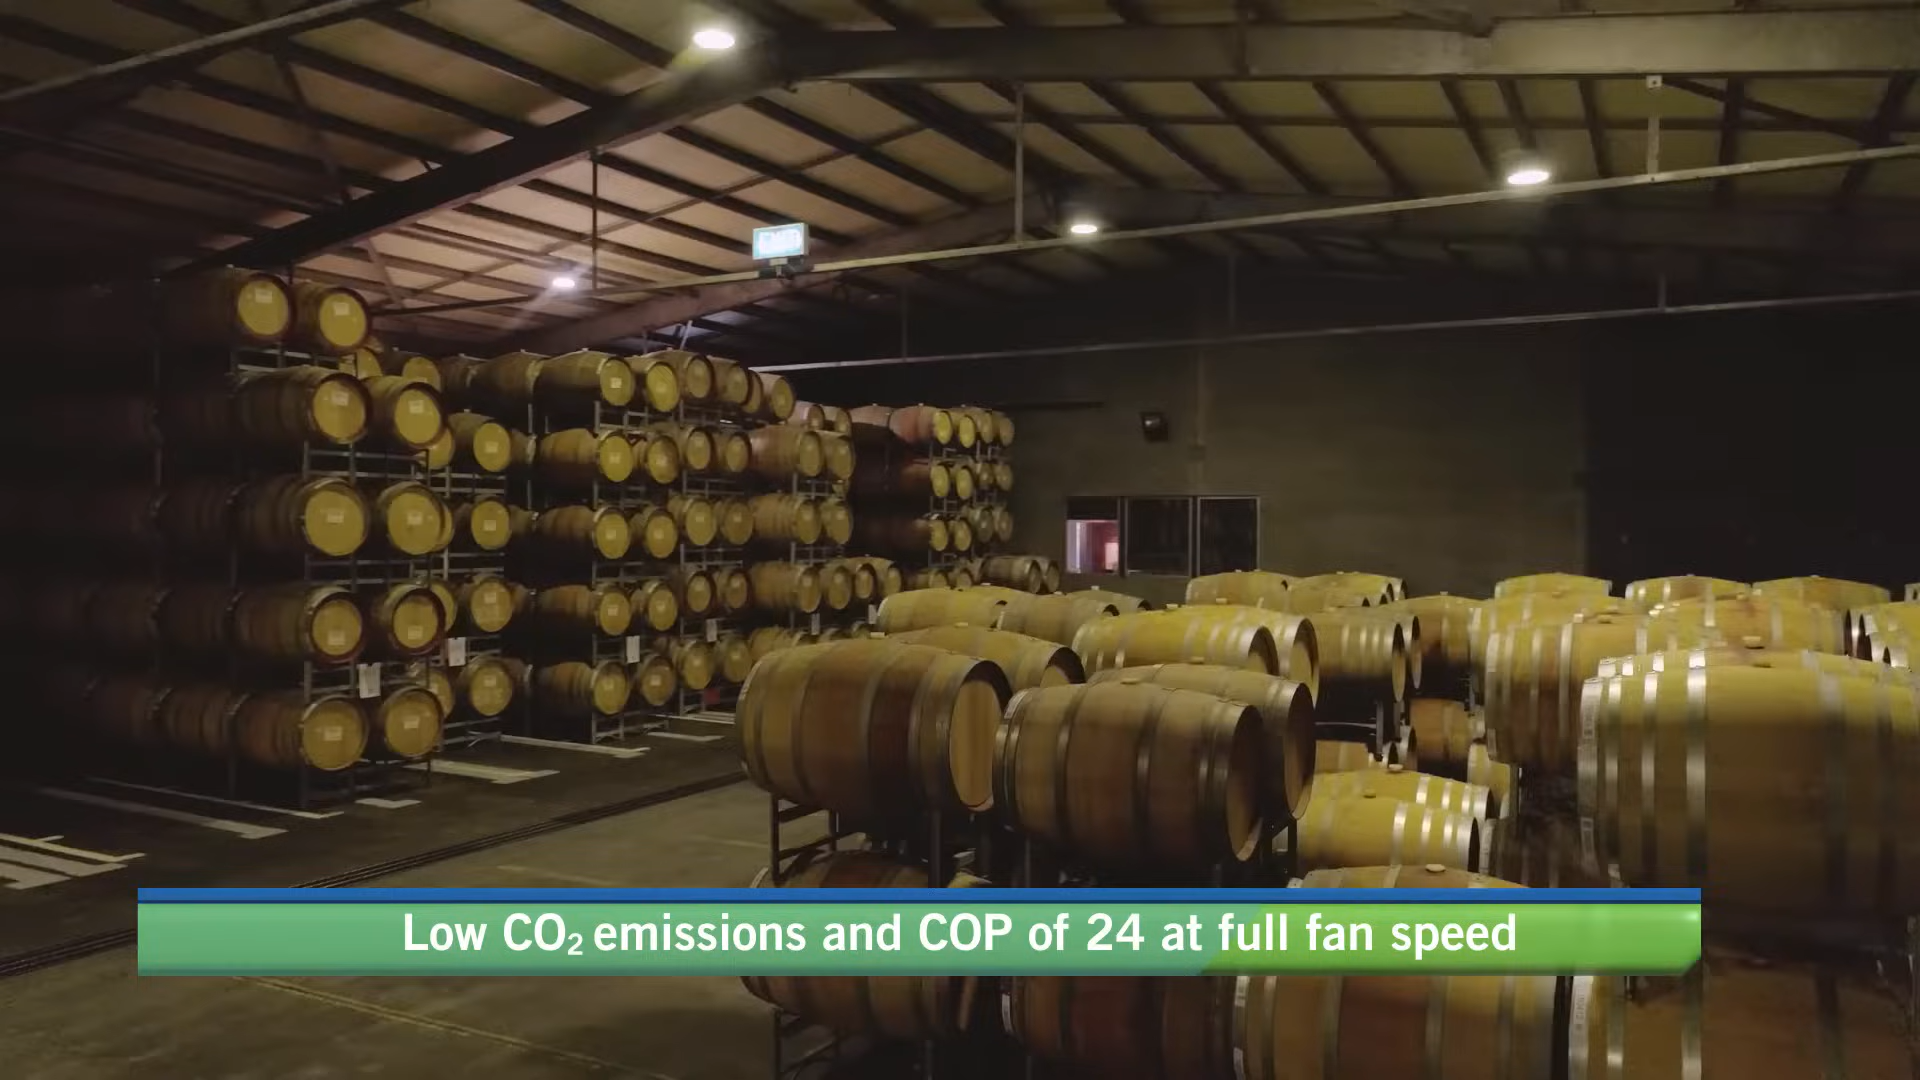 Low CO₂ emissions and COP of 24 at full fan speed